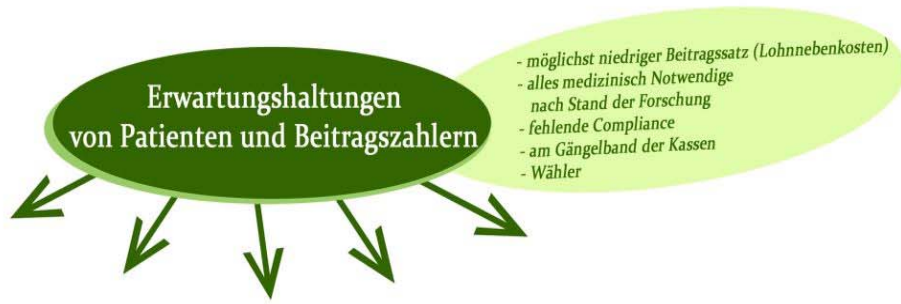 Erwartungshaltungen
von Patienten und Beitragszahlern
- möglichst niedriger Beitragssatz (Lohnnebenkosten)
- alles medizinisch Notwendige
nach Stand der Forschung
- fehlende Compliance
- am Gängelband der Kassen
- Wähler